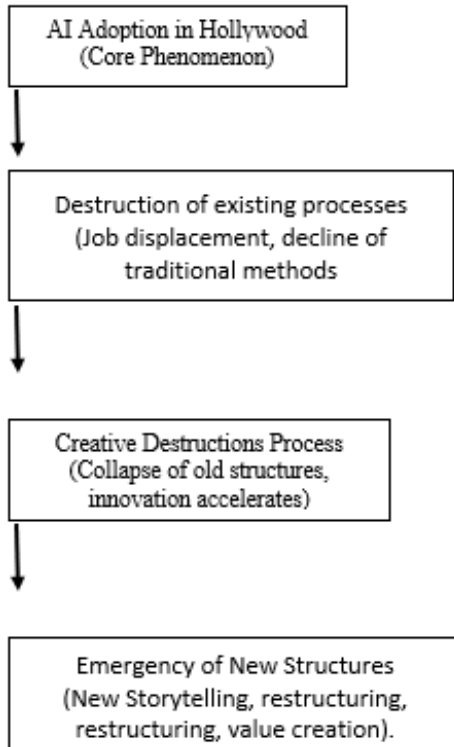 AI Adoption in Hollywood
(Core Phenomenon)
Destruction of existing processes
(Job displacement, decline of
traditional methods
Creative Destructions Process
(Collapse of old structures,
innovation accelerates)
Emergency of New Structures
(New Storytelling, restructuring,
restructuring, value creation).